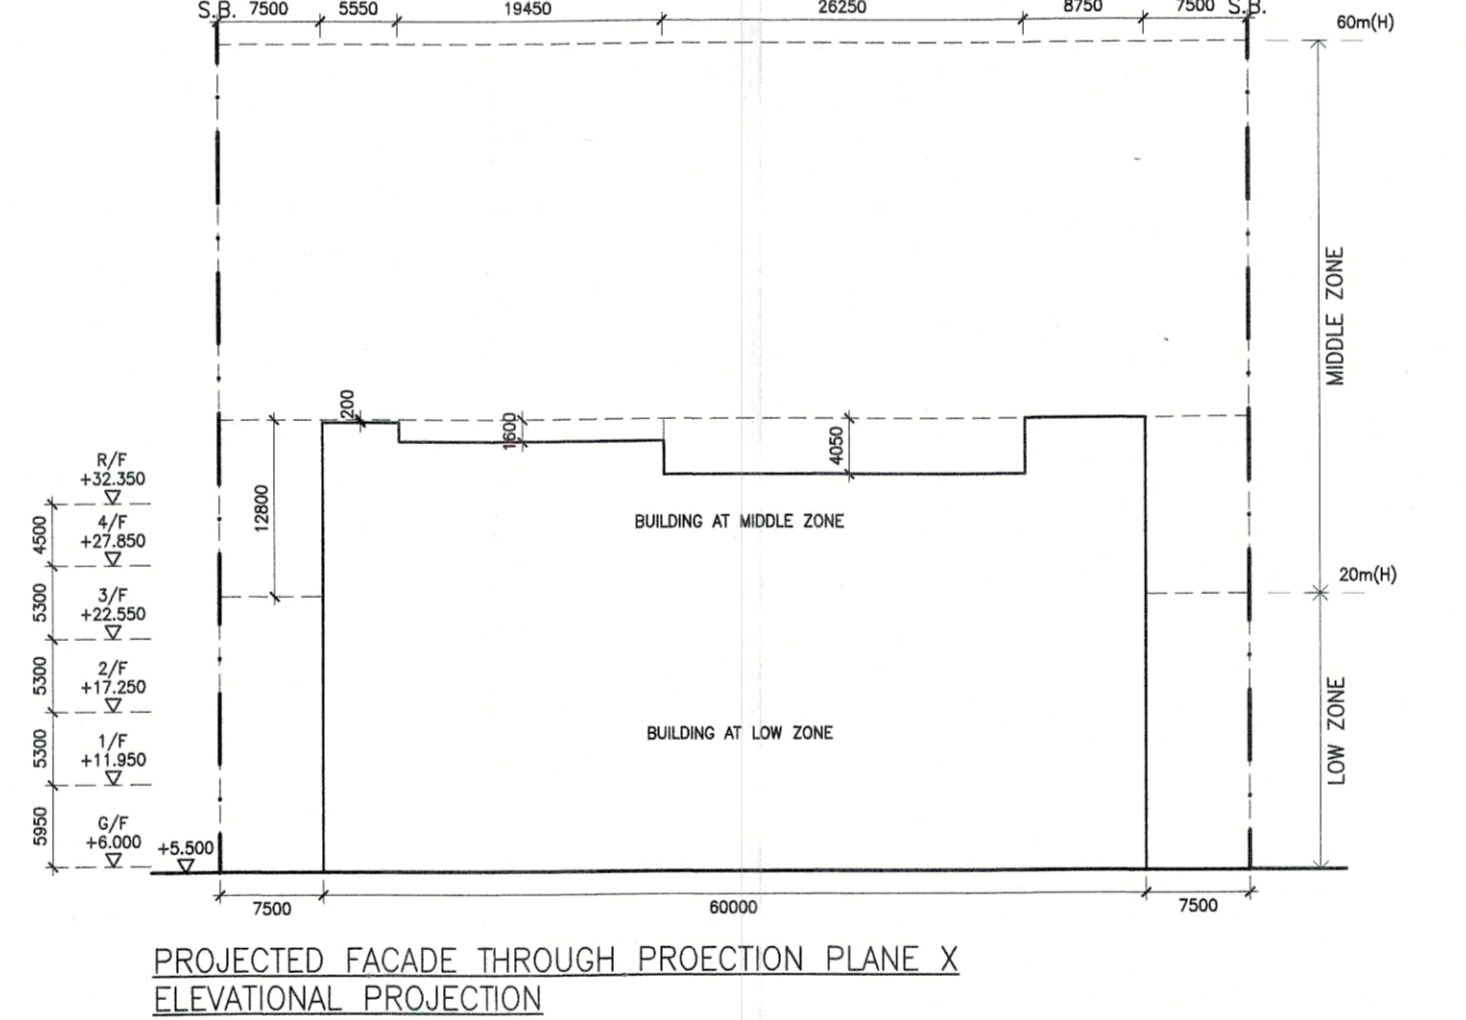 S.B. 7500 5550 19450 26250 8750 7500 S.B.
60m(H)
MIDDLE ZONE
200
1600
4050
12800
R/F
+32.350
4500
4/F
+27.850
BUILDING AT MIDDLE ZONE
20m(H)
5300
3/F
+22.550
5300
2/F
+17.250
LOW ZONE
BUILDING AT LOW ZONE
5300
1/F
+11.950
5950
G/F
+6.000
+5.500
7500 60000 7500
PROJECTED FACADE THROUGH PROECTION PLANE X
ELEVATIONAL PROJECTION